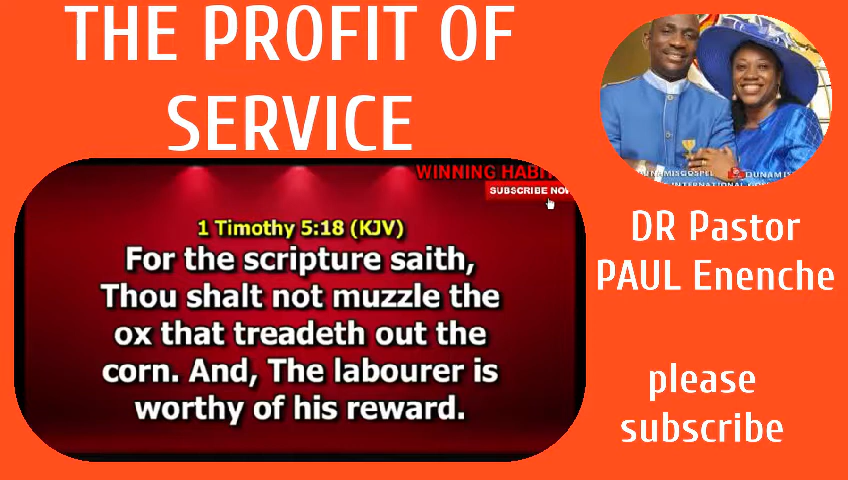 THE PROFIT OF
SERVICE
WINNING HABI
SUBSCRIBE NOW
1 Timothy 5:18 (KJV)
For the scripture saith,
Thou shalt not muzzle the
ox that treadeth out the
corn. And, The labourer is
worthy of his reward.
DUNAMIS
INTERNATIONAL
DR Pastor
PAUL Enenche
please
subscribe